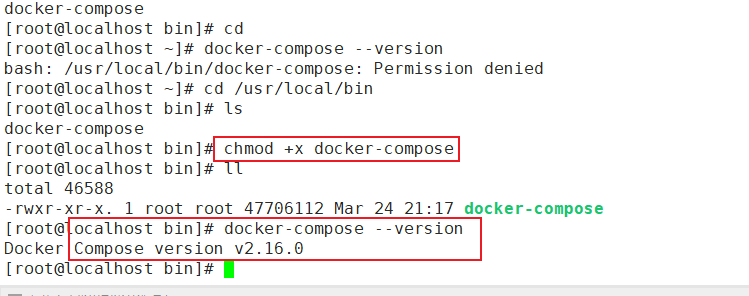 docker-compose
[root@localhost bin]# cd
[root@localhost ~]# docker-compose --version
bash: /usr/local/bin/docker-compose: Permission denied
[root@localhost ~]# cd /usr/local/bin
[root@localhost bin]# ls
docker-compose
[root@localhost bin]# chmod +x docker-compose
[root@localhost bin]# ll
total 46588
-rwxr-xr-x. 1 root root 47706112 Mar 24 21:17 docker-compose
[root@localhost bin]# docker-compose --version
Docker Compose version v2.16.0
[root@localhost bin]#